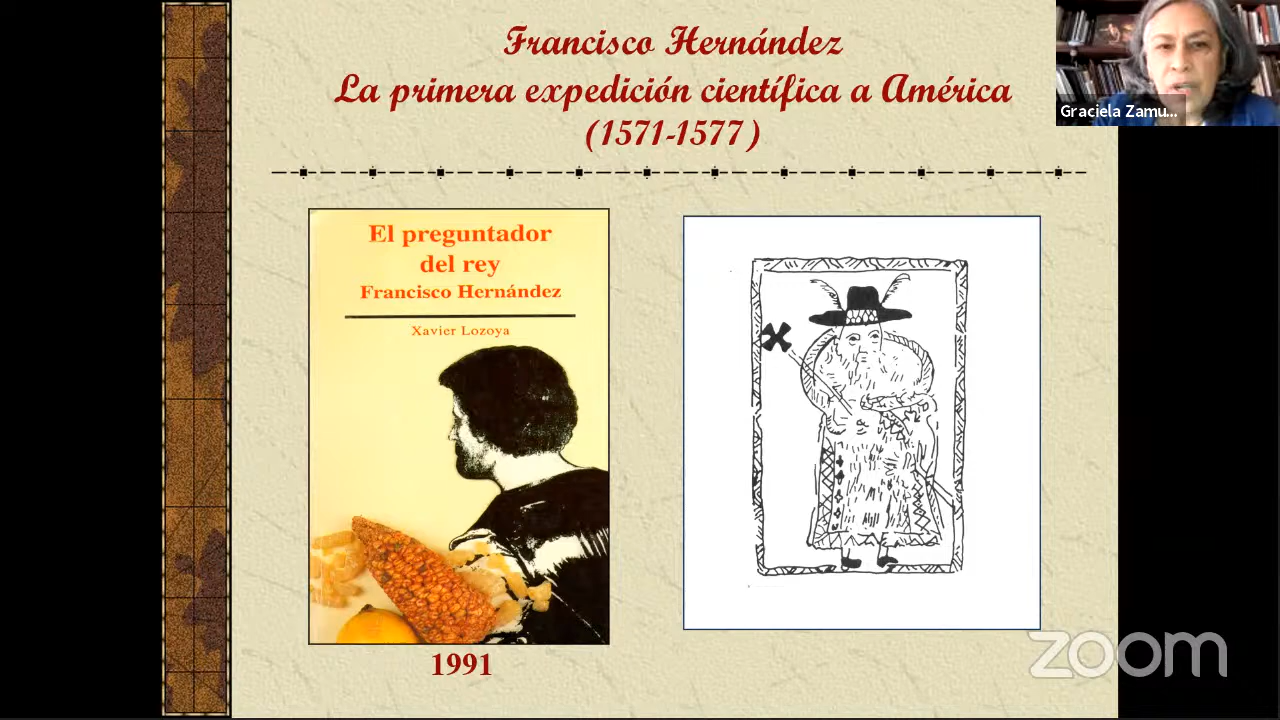 Francisco Hernández
La primera expedición científica a América
(1571-1577)
Graciela Zamu...
El preguntador
del rey
Francisco Hernández
Xavier Lozoya
1991
zoom